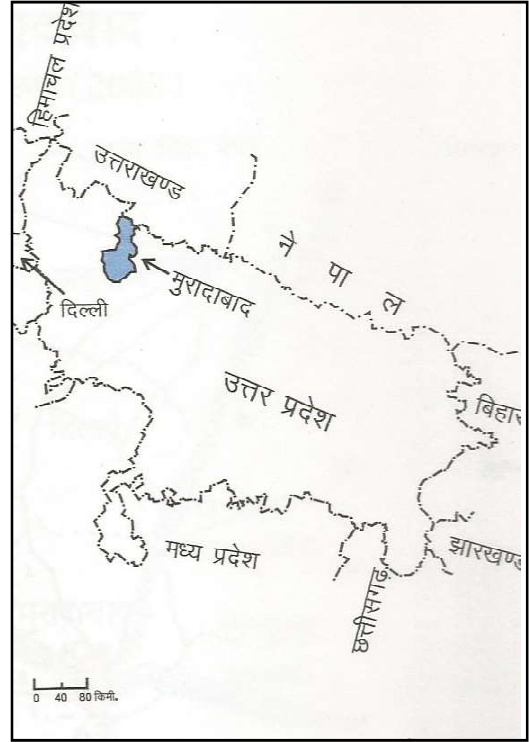 हिमाचल प्रदेश
उत्तराखण्ड
नेपाल
मुरादाबाद
दिल्ली
उत्तर प्रदेश
बिहार
मध्य प्रदेश
झारखण्ड
छत्तीसगढ़
0 40 80 किमी.